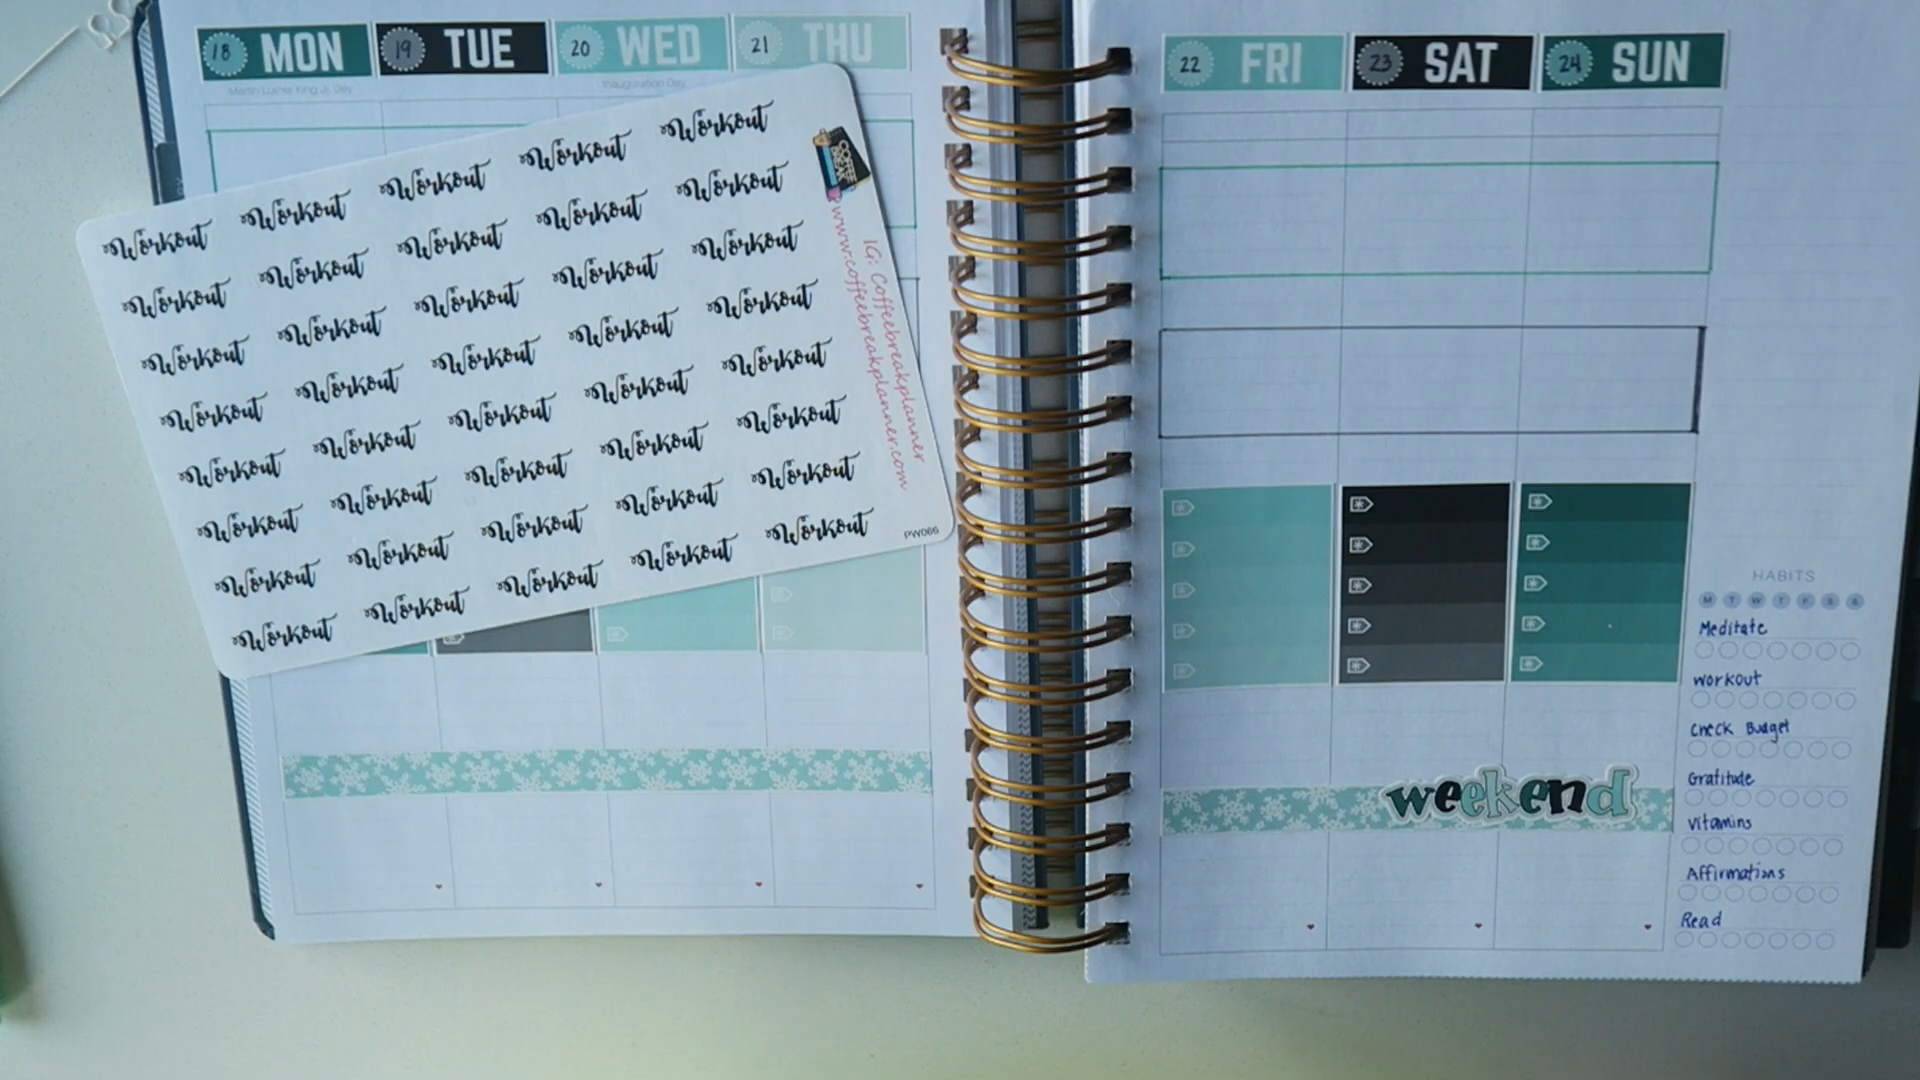 18 MON 19 TUE 20 WED 21 THU
Martin Luther King Jr. Day Inauguration Day
Workout Workout Workout Workout Workout
Workout Workout Workout Workout Workout
Workout Workout Workout Workout Workout
Workout Workout Workout Workout Workout
Workout Workout Workout Workout Workout
Workout Workout Workout Workout Workout
Workout Workout Workout Workout Workout
Workout Workout Workout Workout Workout
COFFEE
BREAK
IG: Coffeebreakplanner
www.coffeebreakplanner.com
PW066
22 FRI 23 SAT 24 SUN
weekend
HABITS
M T W T F S S
Meditate
workout
Check Budget
Gratitude
Vitamins
Affirmations
Read